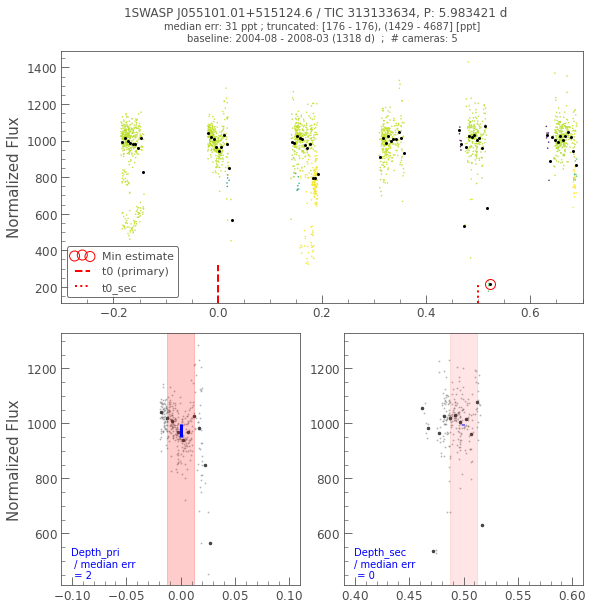 1SWASP J055101.01+515124.6 / TIC 313133634, P: 5.983421 d
median err: 31 ppt ; truncated: [176 - 176), (1429 - 4687] [ppt]
baseline: 2004-08 - 2008-03 (1318 d)  ;  # cameras: 5
Normalized Flux
1400
1200
1000
800
600
400
200
Min estimate
t0 (primary)
t0_sec
−0.2
0.0
0.2
0.4
0.6
Normalized Flux
1200
1000
800
600
Depth_pri
/ median err
= 2
−0.10
−0.05
0.00
0.05
0.10
1200
1000
800
600
Depth_sec
/ median err
= 0
0.40
0.45
0.50
0.55
0.60